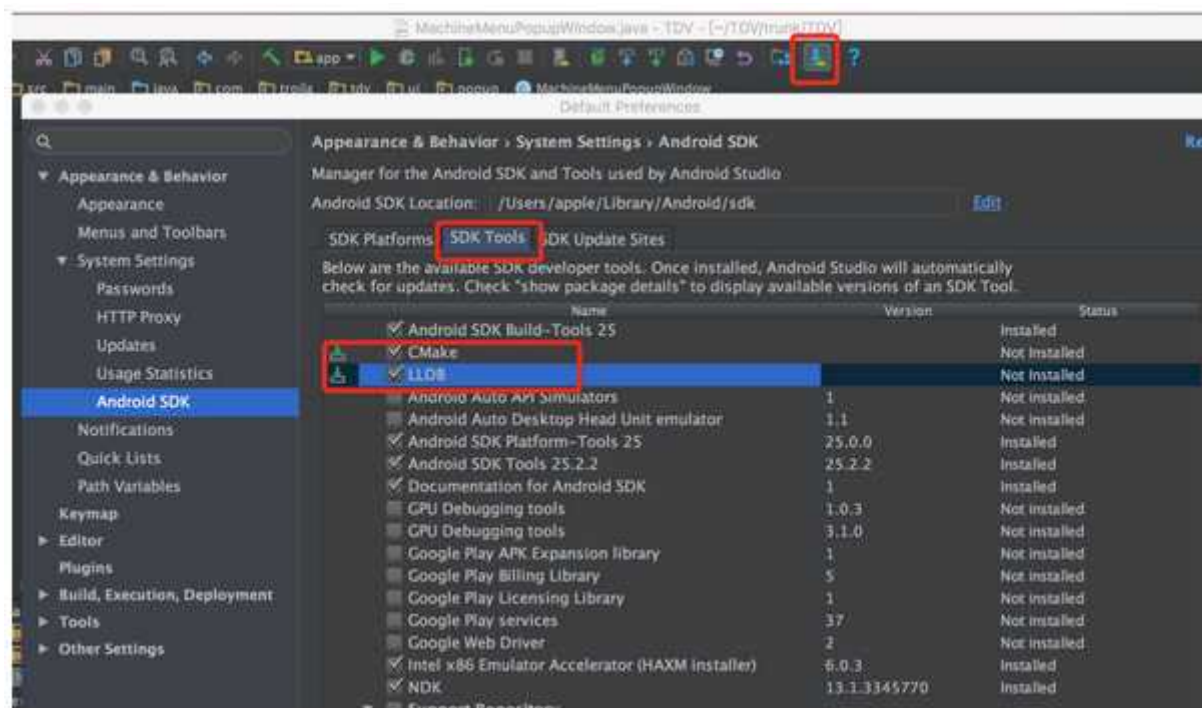 MachineMenuPopupWindow.java - TDV - [~/TDV/trunk/TDV]
app
?
src main java com trolls tdv ui popup MachineMenuPopupWindow
Default Preferences
Appearance & Behavior › System Settings › Android SDK
Re
Manager for the Android SDK and Tools used by Android Studio
Android SDK Location: /Users/apple/Library/Android/sdk Edit
SDK Platforms SDK Tools SDK Update Sites
Below are the available SDK developer tools. Once installed, Android Studio will automatically
check for updates. Check "show package details" to display available versions of an SDK Tool.
Name Version Status
Android SDK Build-Tools 25 Installed
CMake Not Installed
LLDB Not Installed
Android Auto API Simulators 1 Not installed
Android Auto Desktop Head Unit emulator 1.1 Not installed
Android SDK Platform-Tools 25 25.0.0 Installed
Android SDK Tools 25.2.2 25.2.2 Installed
Documentation for Android SDK 1 Installed
GPU Debugging tools 1.0.3 Not installed
GPU Debugging tools 3.1.0 Not installed
Google Play APK Expansion library 1 Not installed
Google Play Billing Library 5 Not installed
Google Play Licensing Library 1 Not installed
Google Play services 37 Not installed
Google Web Driver 2 Not installed
Intel x86 Emulator Accelerator (HAXM installer) 6.0.3 Installed
NDK 13.1.3345770 Installed
Support Repository
Appearance & Behavior
Appearance
Menus and Toolbars
System Settings
Passwords
HTTP Proxy
Updates
Usage Statistics
Android SDK
Notifications
Quick Lists
Path Variables
Keymap
Editor
Plugins
Build, Execution, Deployment
Tools
Other Settings